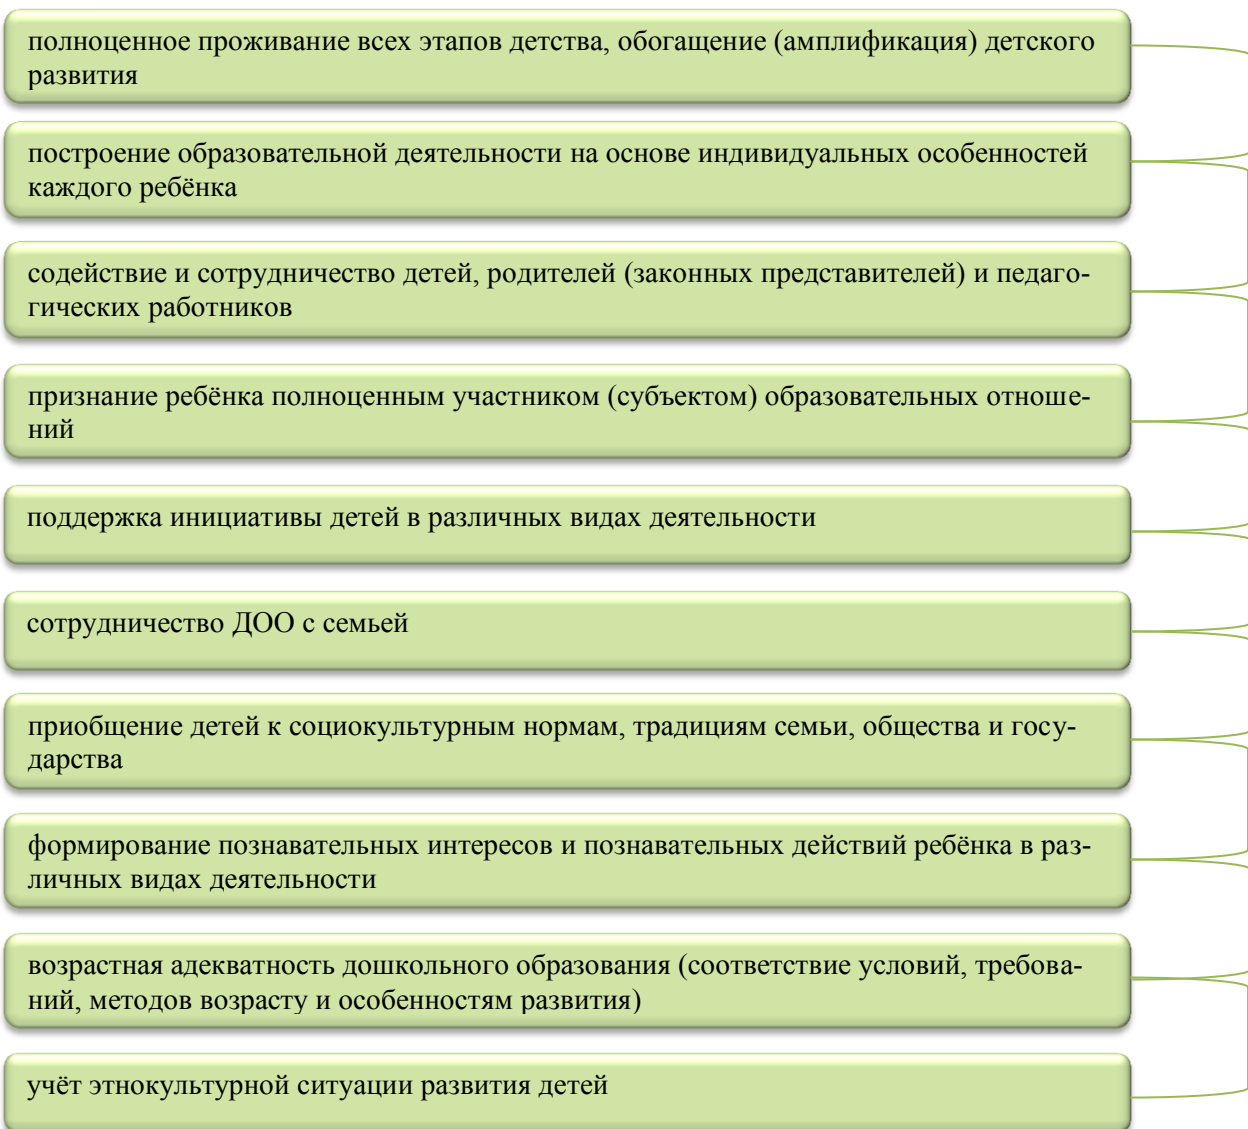 полноценное проживание всех этапов детства, обогащение (амплификация) детского
развития
построение образовательной деятельности на основе индивидуальных особенностей
каждого ребёнка
содействие и сотрудничество детей, родителей (законных представителей) и педаго-
гических работников
признание ребёнка полноценным участником (субъектом) образовательных отноше-
ний
поддержка инициативы детей в различных видах деятельности
сотрудничество ДОО с семьей
приобщение детей к социокультурным нормам, традициям семьи, общества и госу-
дарства
формирование познавательных интересов и познавательных действий ребёнка в раз-
личных видах деятельности
возрастная адекватность дошкольного образования (соответствие условий, требова-
ний, методов возрасту и особенностям развития)
учёт этнокультурной ситуации развития детей